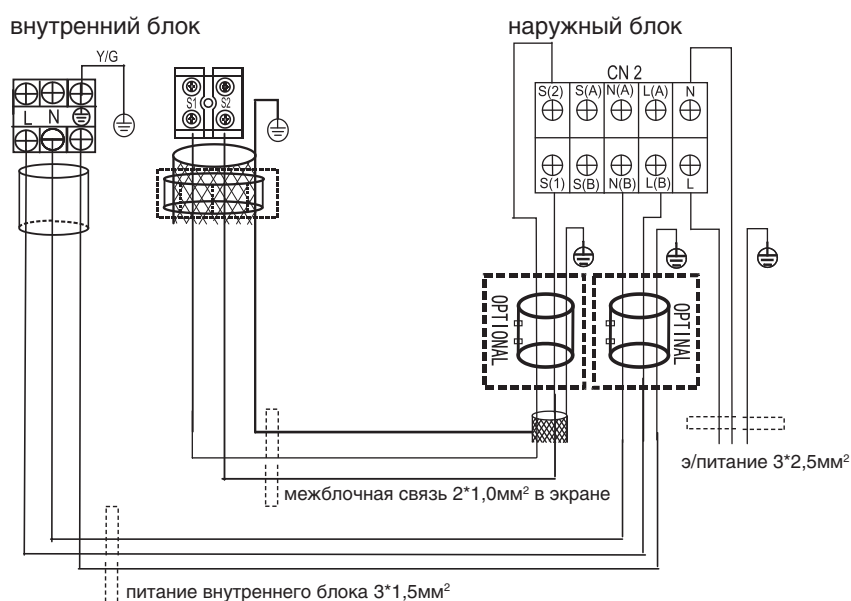 внутренний блок
наружный блок
Y/G
L N
S1 S2
CN 2
S(2) S(A) N(A) L(A) N
S(1) S(B) N(B) L(B) L
OPTIONAL
OPTINAL
э/питание 3*2,5мм²
межблочная связь 2*1,0мм² в экране
питание внутреннего блока 3*1,5мм²